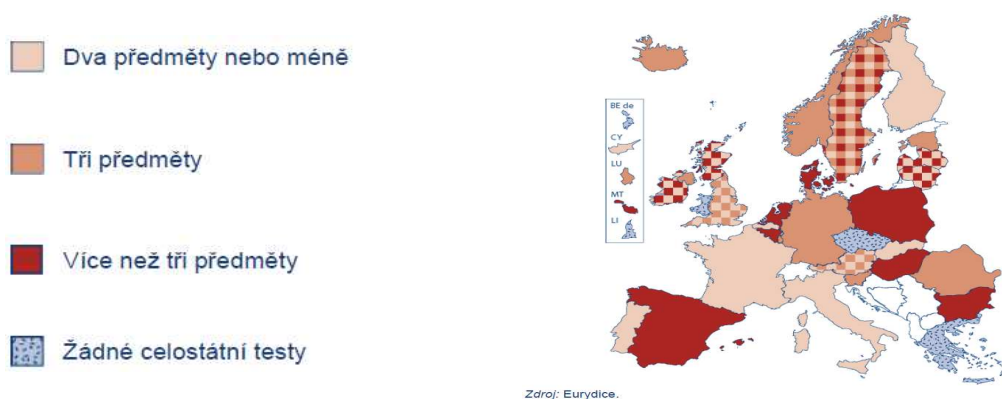 Dva předměty nebo méně
Tři předměty
Více než tři předměty
Žádné celostátní testy
BE de
CY
LU
MT
LI
Zdroj: Eurydice.